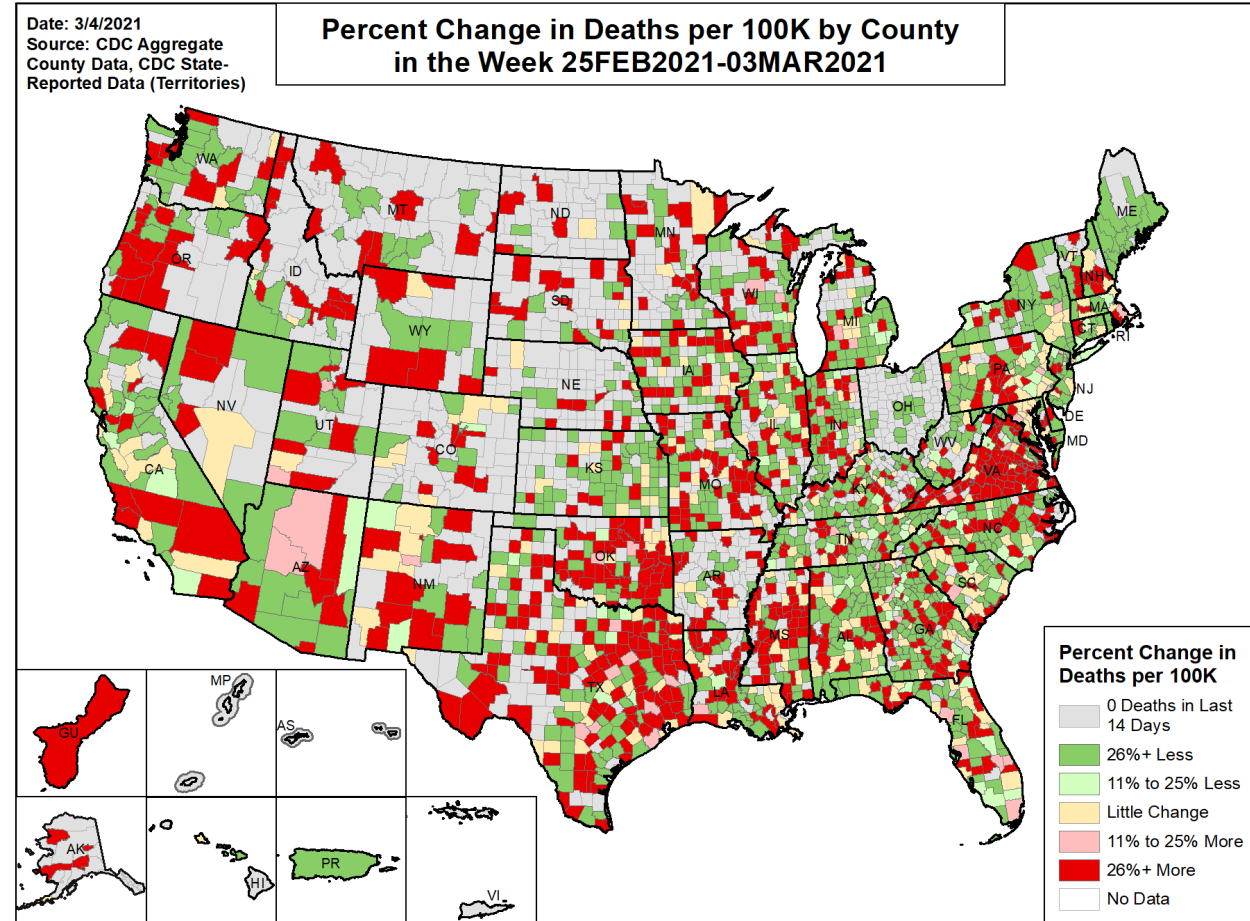 Date: 3/4/2021
Source: CDC Aggregate
County Data, CDC State-
Reported Data (Territories)
Percent Change in Deaths per 100K by County
in the Week 25FEB2021-03MAR2021
WA
MT
ND
MN
ME
OR
ID
SD
WI
VT
NH
NY
MA
MI
CT
RI
WY
NE
IA
PA
NJ
NV
UT
CO
KS
IL
IN
OH
DE
MD
WV
CA
MO
KY
VA
AZ
NM
OK
AR
TN
NC
SC
MS
AL
GA
TX
LA
FL
GU
MP
AS
AK
HI
PR
VI
Percent Change in
Deaths per 100K
0 Deaths in Last
14 Days
26%+ Less
11% to 25% Less
Little Change
11% to 25% More
26%+ More
No Data